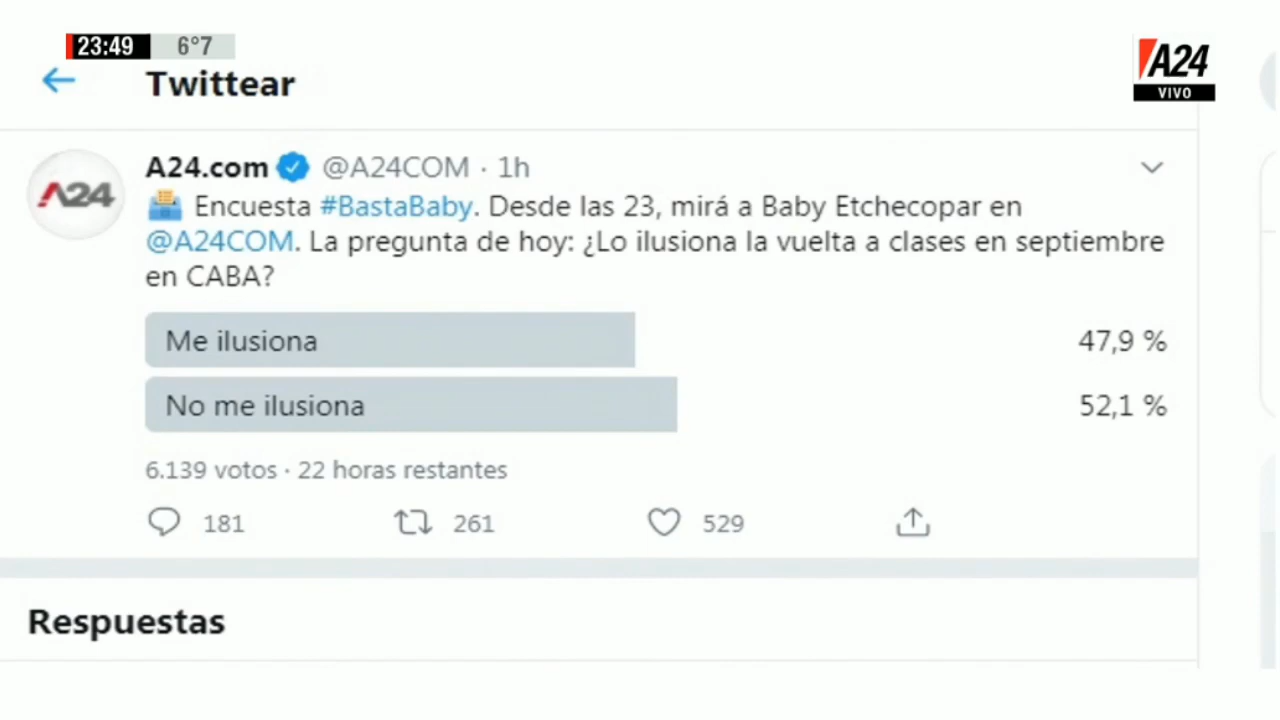 23:49 6°7
A24
VIVO
Twittear
A24.com @A24COM · 1h
A24
Encuesta #BastaBaby. Desde las 23, mirá a Baby Etchecopar en
@A24COM. La pregunta de hoy: ¿Lo ilusiona la vuelta a clases en septiembre
en CABA?
Me ilusiona 47,9 %
No me ilusiona 52,1 %
6.139 votos · 22 horas restantes
181 261 529
Respuestas